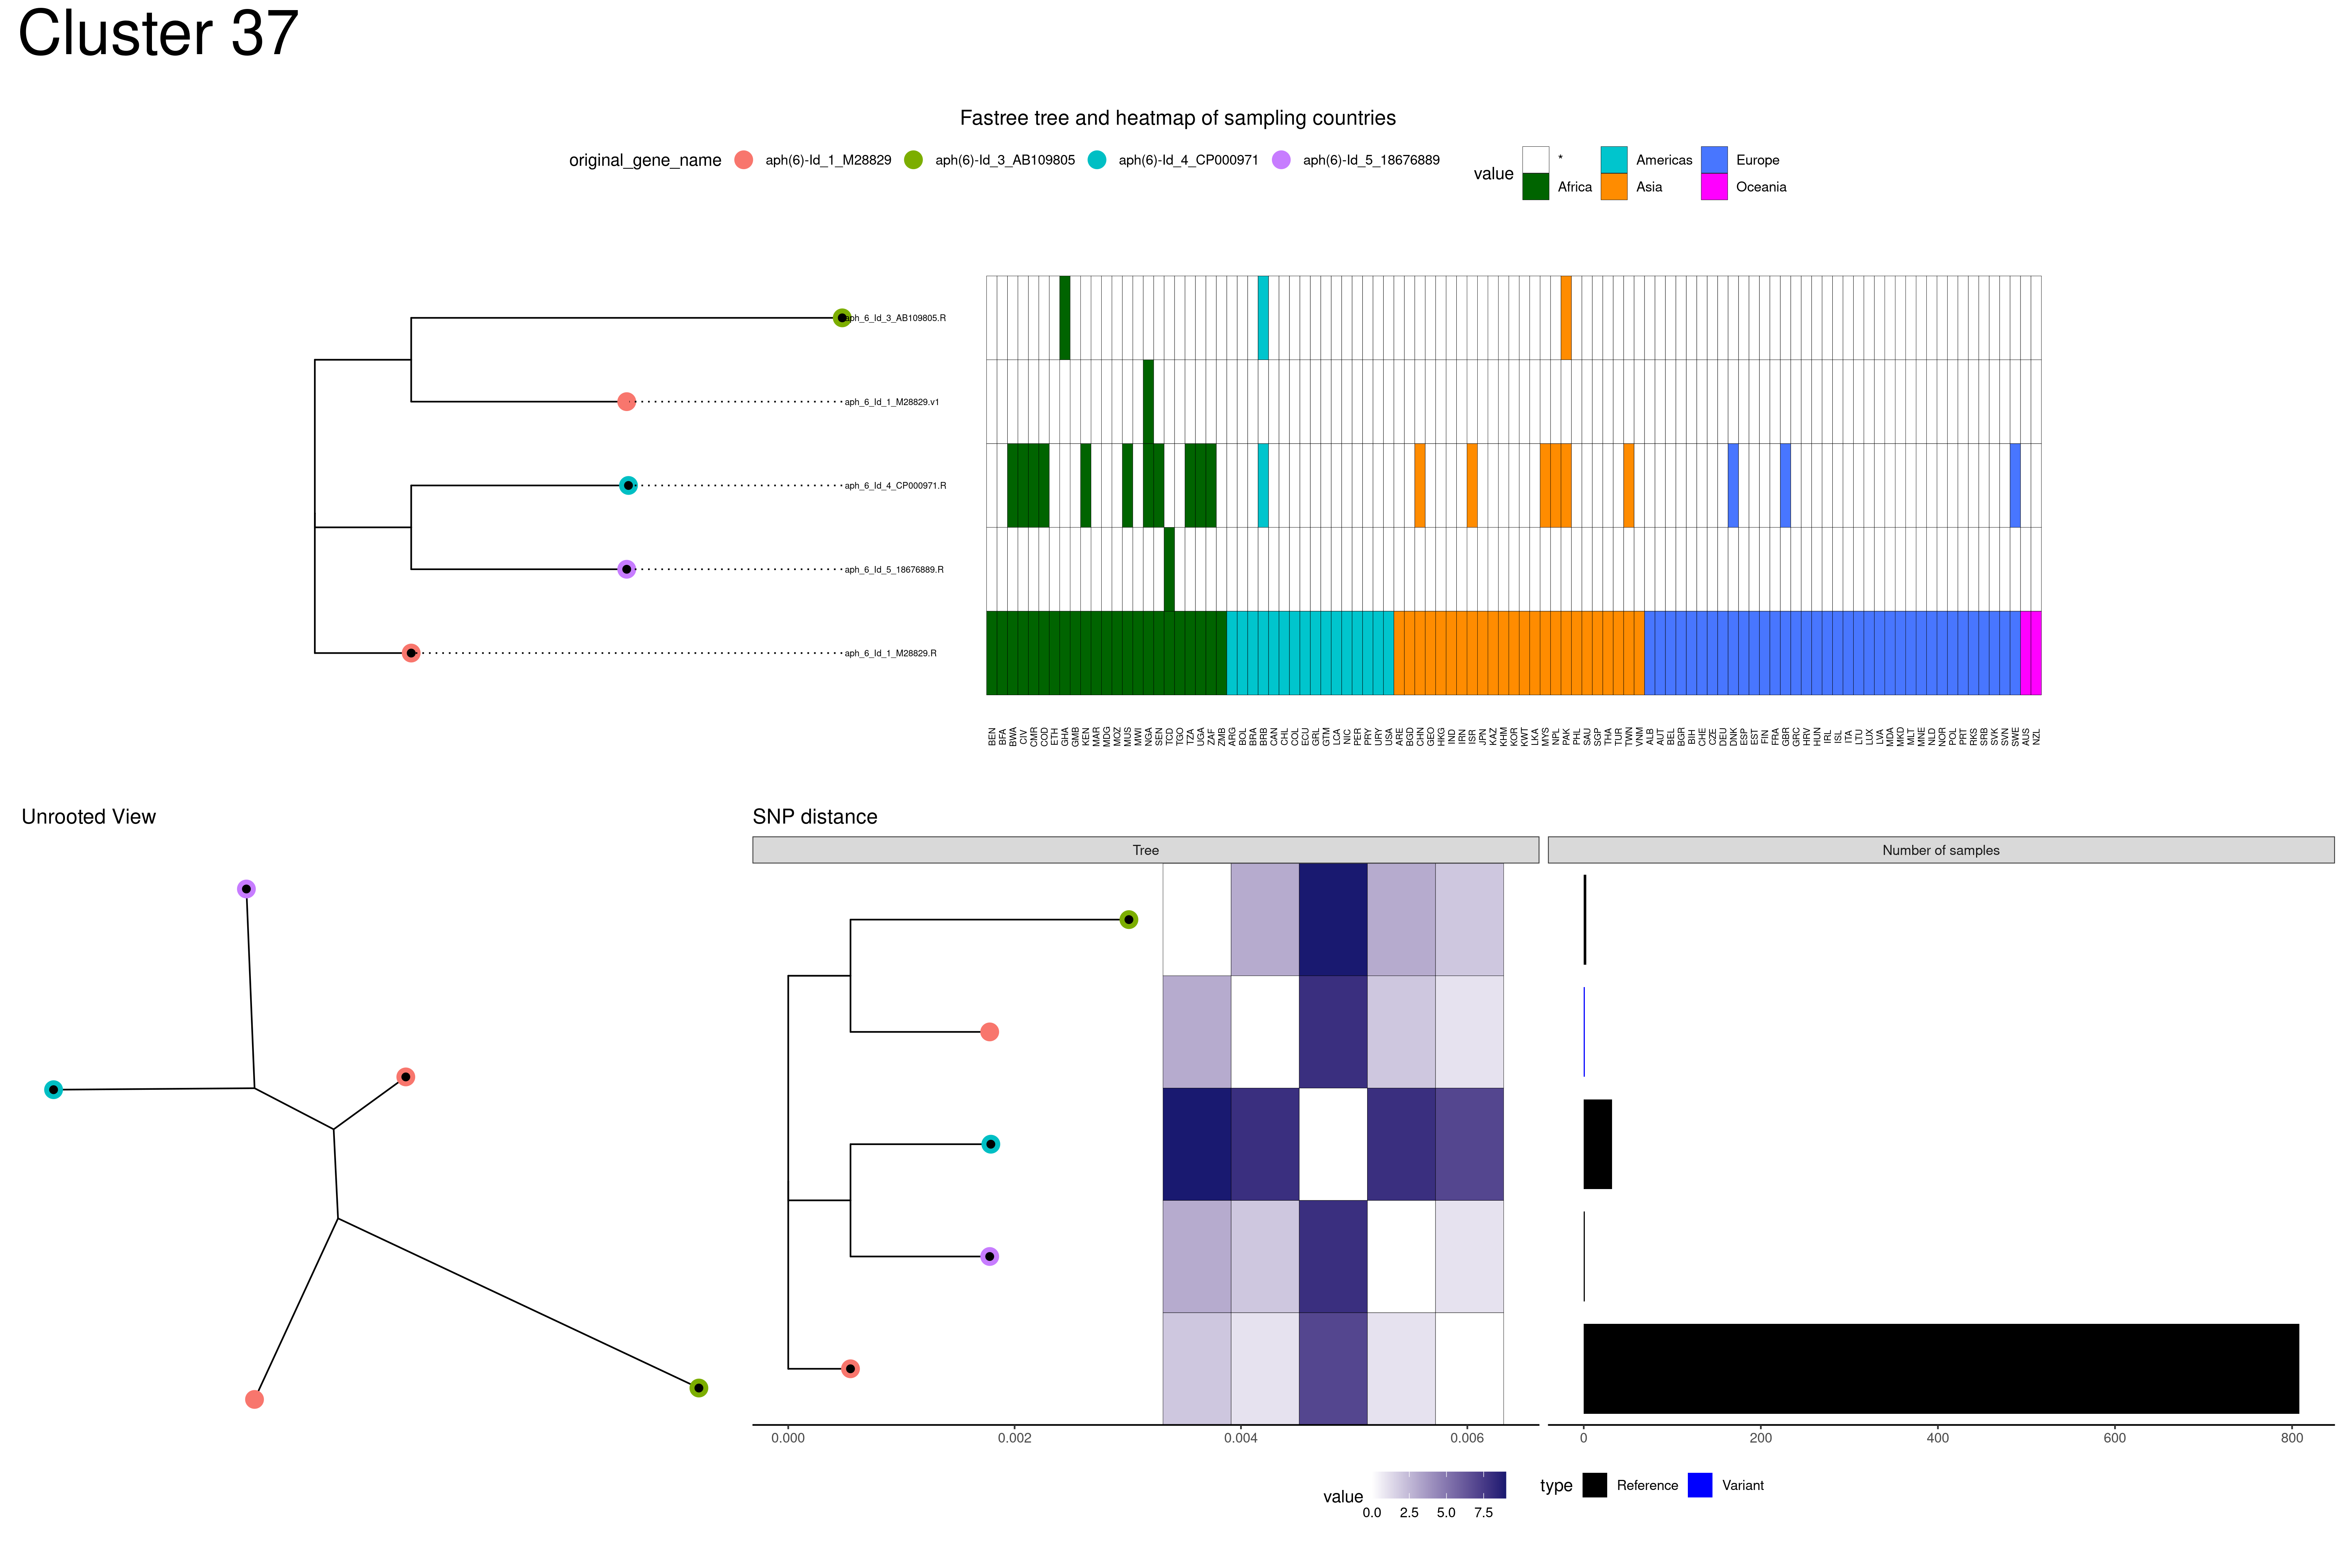 Cluster 37
Fastree tree and heatmap of sampling countries
original_gene_name aph(6)-Id_1_M28829 aph(6)-Id_3_AB109805 aph(6)-Id_4_CP000971 aph(6)-Id_5_18676889
value * Americas Europe
Africa Asia Oceania
aph_6_Id_3_AB109805.R
aph_6_Id_1_M28829.v1
aph_6_Id_4_CP000971.R
aph_6_Id_5_18676889.R
aph_6_Id_1_M28829.R
BEN BFA BWA CIV CMR COD ETH GHA GMB KEN MAR MDG MOZ MUS MWI NGA SEN TCD TGO TZA UGA ZAF ZMB ARG BOL BRA BRB CAN CHL COL ECU GRL GTM LCA NIC PER PRY URY USA ARE BGD CHN GEO HKG IND IRN ISR JPN KAZ KHM KOR KWT LKA MYS NPL PAK PHL SAU SGP THA TUR TWN VNM ALB AUT BEL BGR BIH CHE CZE DEU DNK ESP EST FIN FRA GBR GRC HRV HUN IRL ISL ITA LTU LUX LVA MDA MKD MLT MNE NLD NOR POL PRT RKS SRB SVK SVN SWE AUS NZL
Unrooted View
SNP distance
Tree
Number of samples
0.000 0.002 0.004 0.006
0 200 400 600 800
value
0.0 2.5 5.0 7.5
type Reference Variant